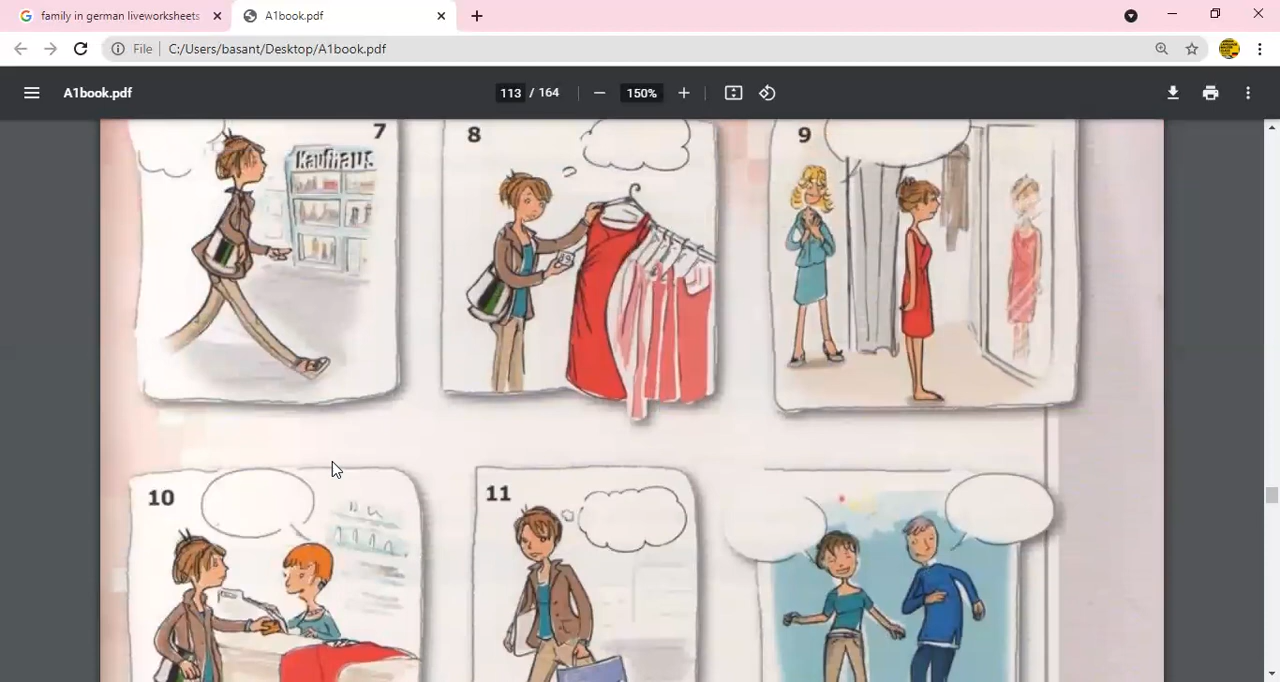 family in german liveworksheets
A1book.pdf
File
C:/Users/basant/Desktop/A1book.pdf
A1book.pdf
113 / 164
150%
7
8
9
Kaufhaus
89
10
11